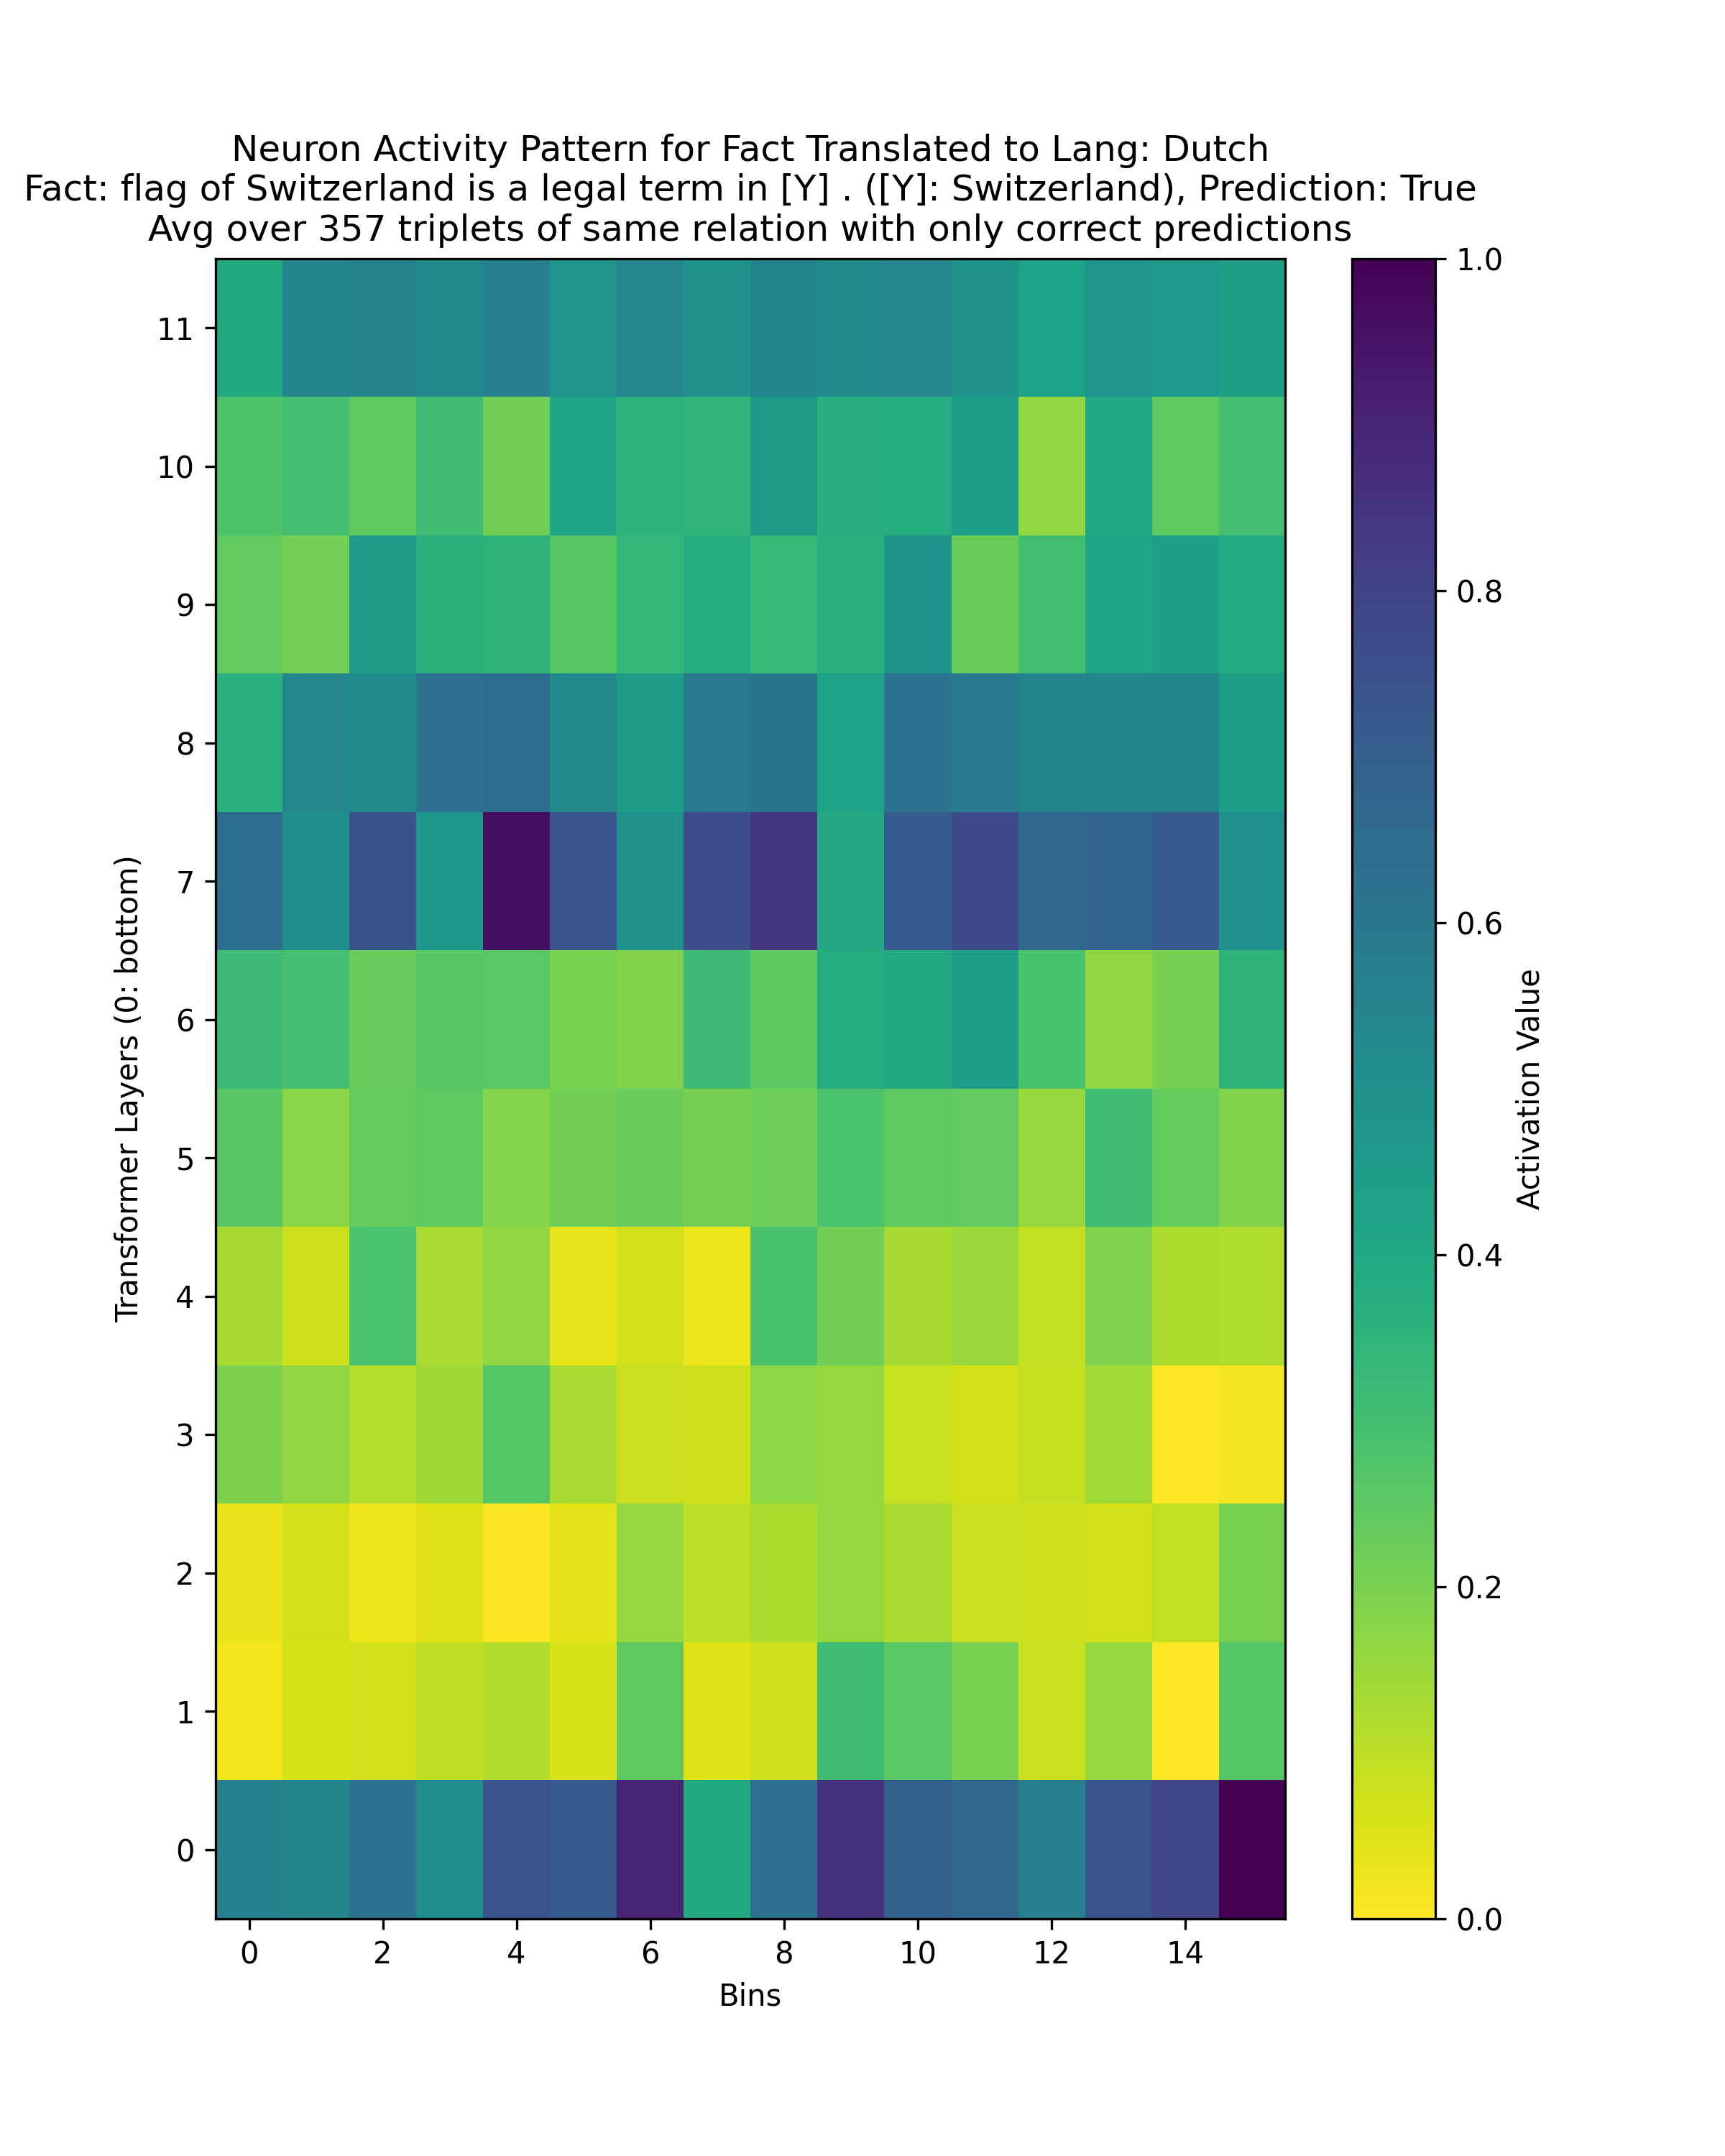 Neuron Activity Pattern for Fact Translated to Lang: Dutch
Fact: flag of Switzerland is a legal term in [Y] . ([Y]: Switzerland), Prediction: True
Avg over 357 triplets of same relation with only correct predictions
11
10
9
8
7
6
5
4
3
2
1
0
Transformer Layers (0: bottom)
0 2 4 6 8 10 12 14
Bins
1.0
0.8
0.6
0.4
0.2
0.0
Activation Value